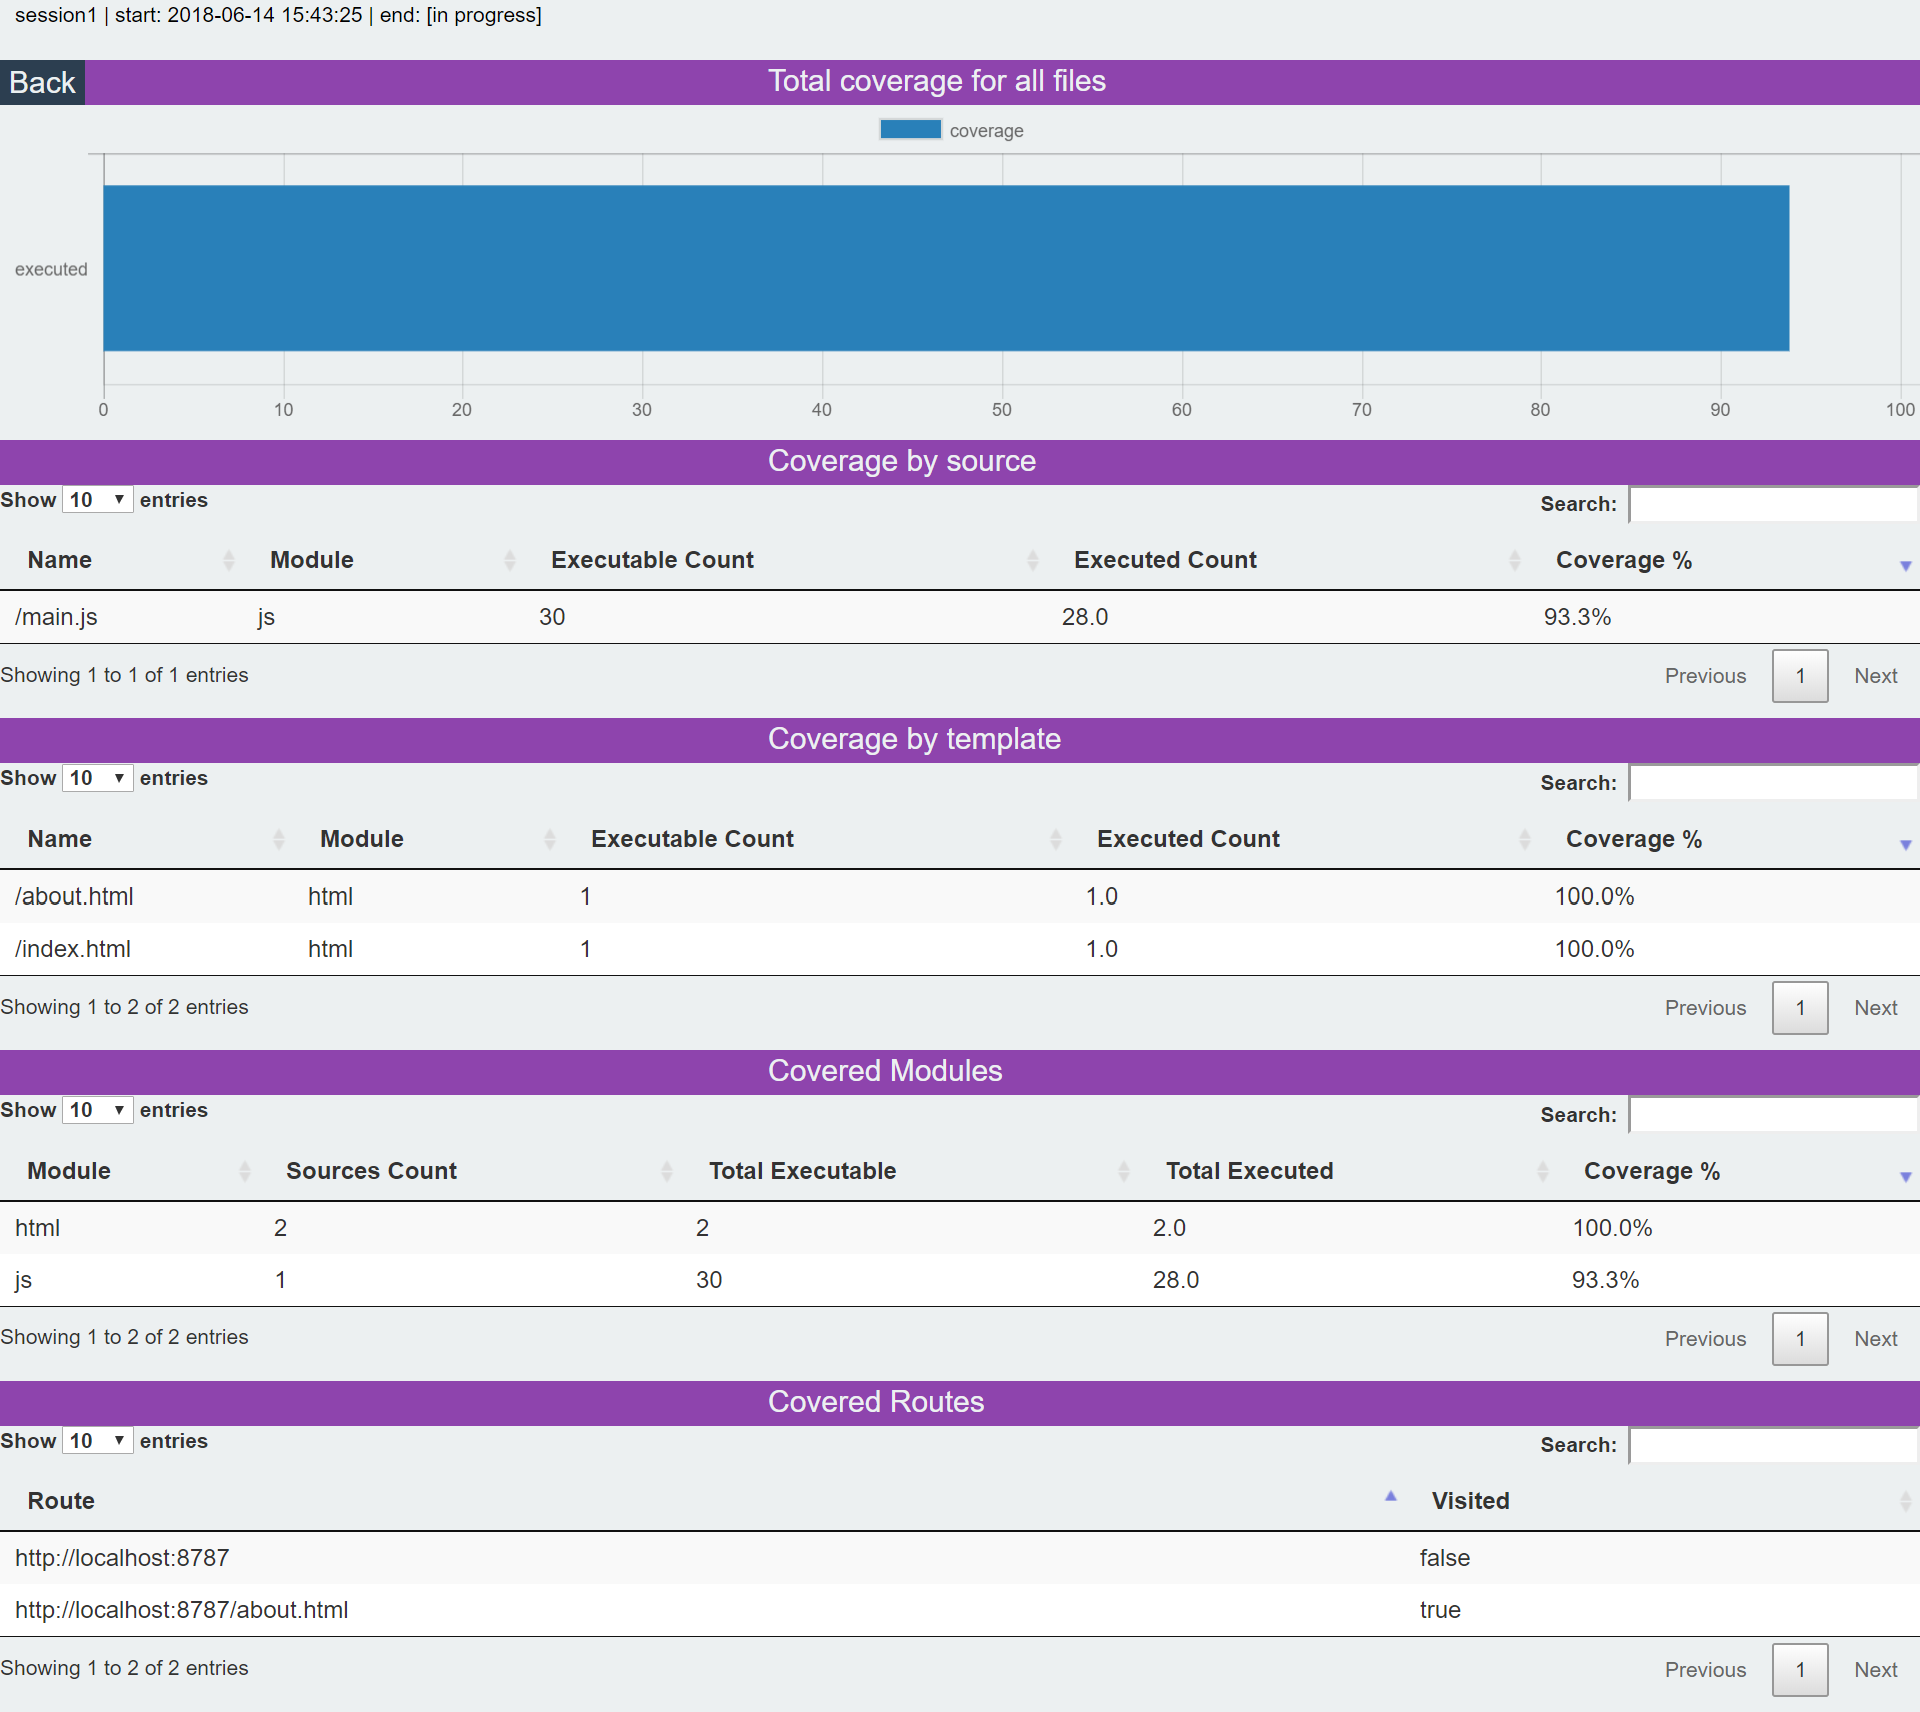 session1 | start: 2018-06-14 15:43:25 | end: [in progress]
Back Total coverage for all files
coverage
executed
0 10 20 30 40 50 60 70 80 90 100
Coverage by source
Show 10 entries Search:
Name Module Executable Count Executed Count Coverage %
/main.js js 30 28.0 93.3%
Showing 1 to 1 of 1 entries Previous 1 Next
Coverage by template
Show 10 entries Search:
Name Module Executable Count Executed Count Coverage %
/about.html html 1 1.0 100.0%
/index.html html 1 1.0 100.0%
Showing 1 to 2 of 2 entries Previous 1 Next
Covered Modules
Show 10 entries Search:
Module Sources Count Total Executable Total Executed Coverage %
html 2 2 2.0 100.0%
js 1 30 28.0 93.3%
Showing 1 to 2 of 2 entries Previous 1 Next
Covered Routes
Show 10 entries Search:
Route Visited
http://localhost:8787 false
http://localhost:8787/about.html true
Showing 1 to 2 of 2 entries Previous 1 Next